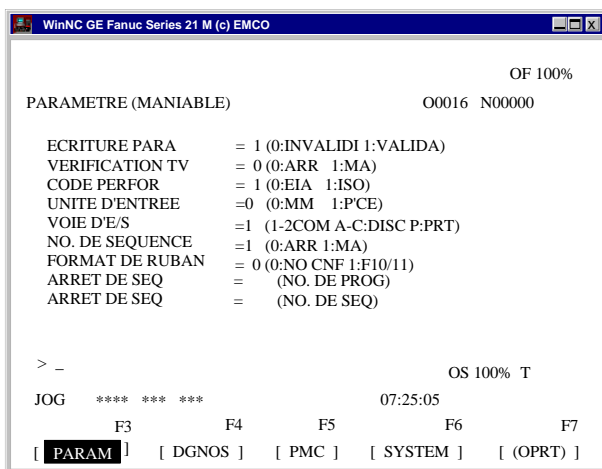 WinNC GE Fanuc Series 21 M (c) EMCO
OF 100%
PARAMETRE (MANIABLE) O0016 N00000
ECRITURE PARA = 1 (0:INVALIDI 1:VALIDA)
VERIFICATION TV = 0 (0:ARR 1:MA)
CODE PERFOR = 1 (0:EIA 1:ISO)
UNITE D'ENTREE =0 (0:MM 1:P'CE)
VOIE D'E/S =1 (1-2COM A-C:DISC P:PRT)
NO. DE SEQUENCE =1 (0:ARR 1:MA)
FORMAT DE RUBAN = 0 (0:NO CNF 1:F10/11)
ARRET DE SEQ = (NO. DE PROG)
ARRET DE SEQ = (NO. DE SEQ)
> _
OS 100% T
JOG **** *** *** 07:25:05
F3 F4 F5 F6 F7
[ PARAM ] [ DGNOS ] [ PMC ] [ SYSTEM ] [ (OPRT) ]